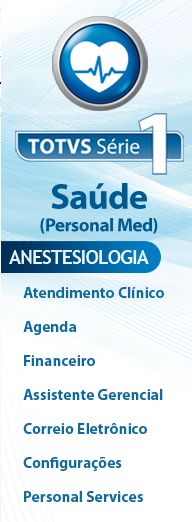 TOTVS Série 1
Saúde
(Personal Med)
ANESTESIOLOGIA
Atendimento Clínico
Agenda
Financeiro
Assistente Gerencial
Correio Eletrônico
Configurações
Personal Services